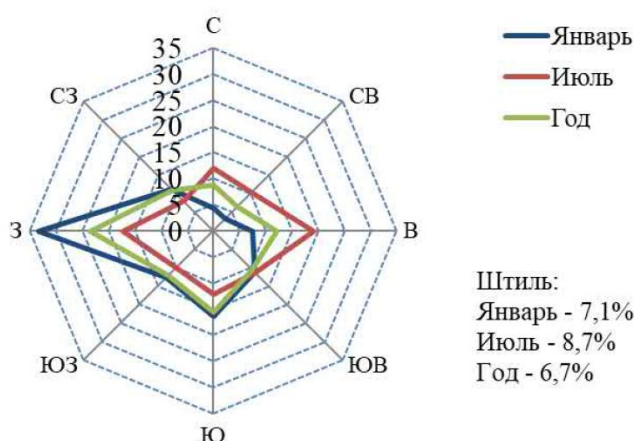 С
СВ
В
ЮВ
Ю
ЮЗ
З
СЗ
35
30
25
20
15
10
5
0
Январь
Июль
Год
Штиль:
Январь - 7,1%
Июль - 8,7%
Год - 6,7%